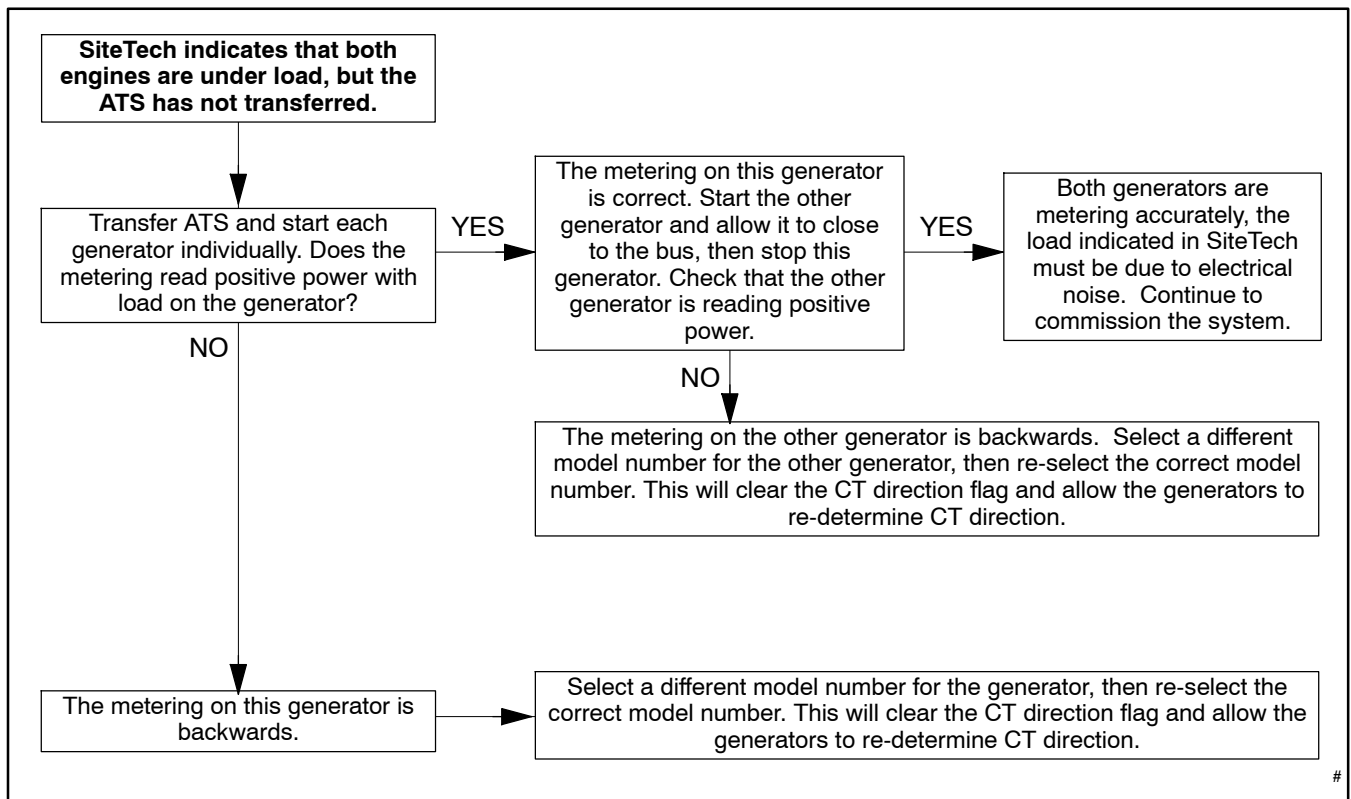 SiteTech indicates that both
engines are under load, but the
ATS has not transferred.
Transfer ATS and start each
generator individually. Does the
metering read positive power with
load on the generator?
YES
The metering on this generator
is correct. Start the other
generator and allow it to close
to the bus, then stop this
generator. Check that the other
generator is reading positive
power.
YES
Both generators are
metering accurately, the
load indicated in SiteTech
must be due to electrical
noise.  Continue to
commission the system.
NO
NO
The metering on the other generator is backwards.  Select a different
model number for the other generator, then re-select the correct model
number. This will clear the CT direction flag and allow the generators to
re-determine CT direction.
The metering on this generator is
backwards.
Select a different model number for the generator, then re-select the
correct model number. This will clear the CT direction flag and allow the
generators to re-determine CT direction.
#